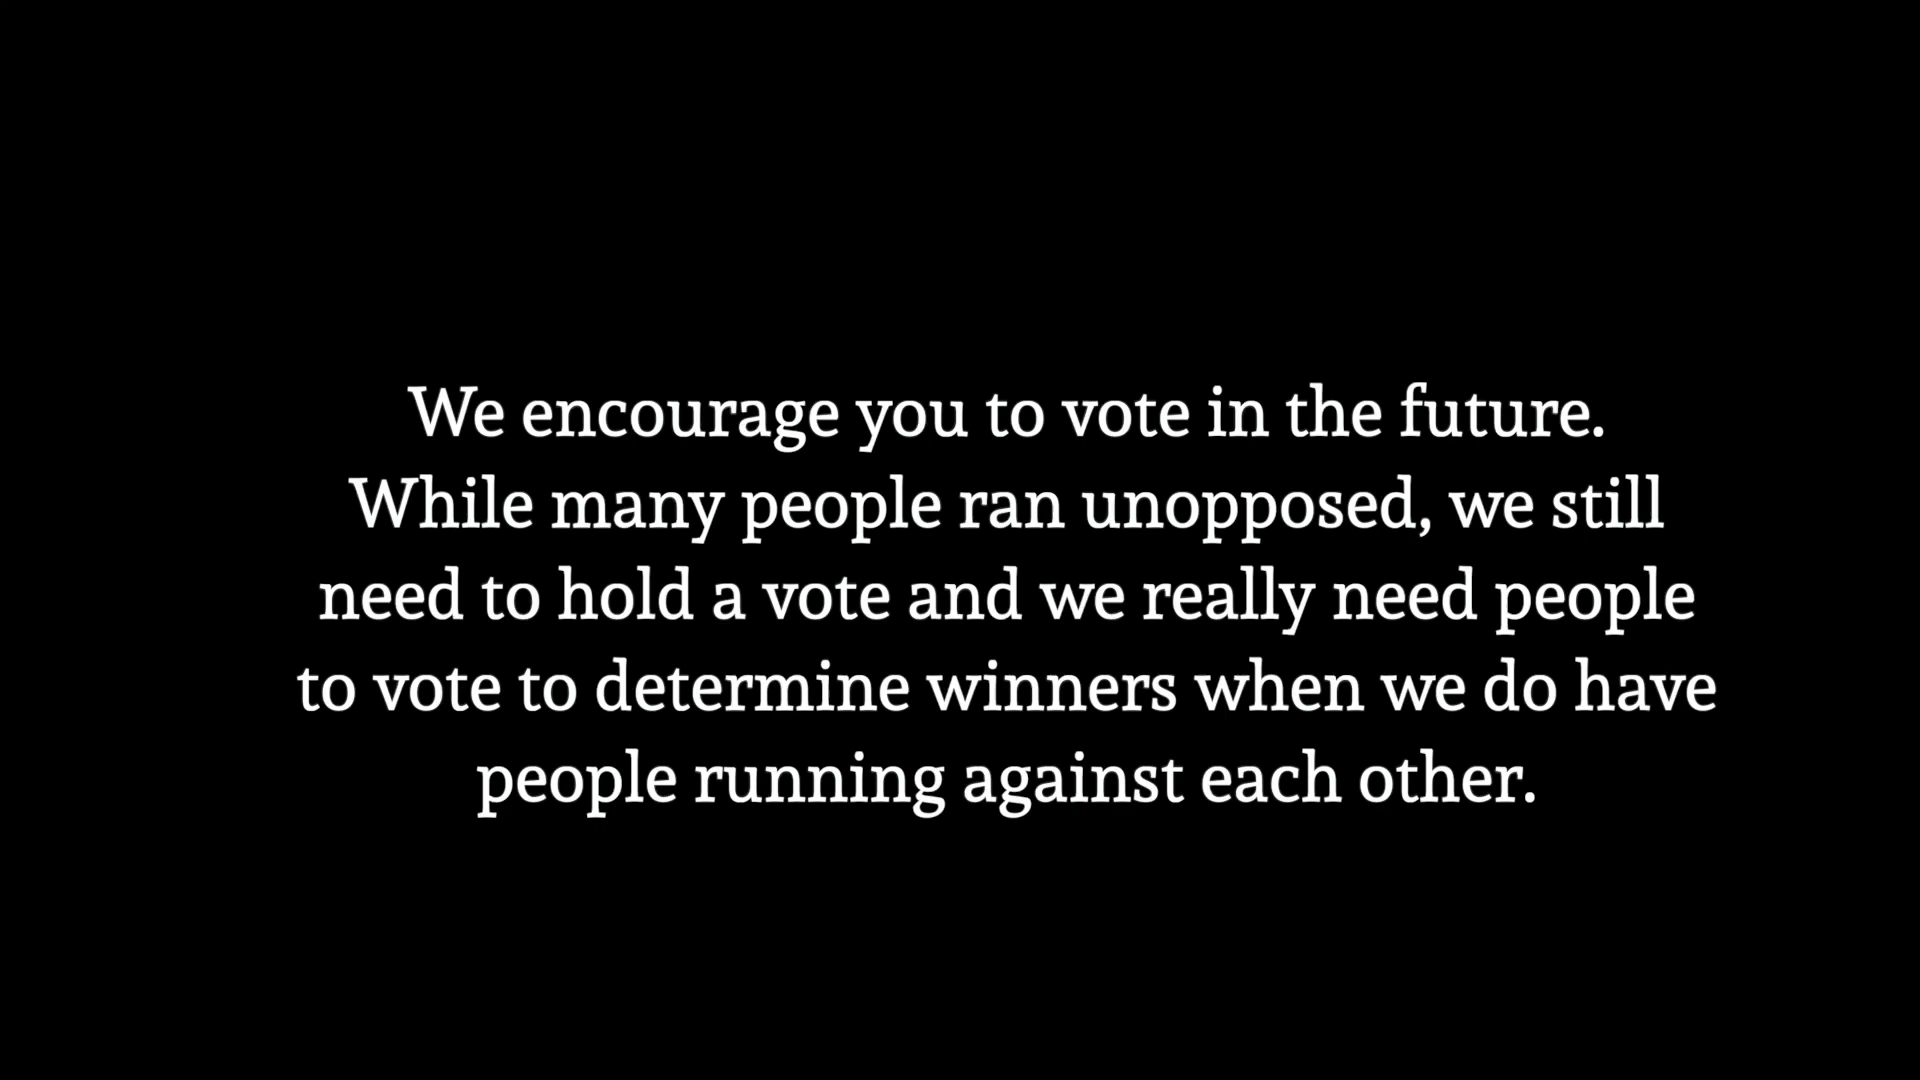 We encourage you to vote in the future.
While many people ran unopposed, we still
need to hold a vote and we really need people
to vote to determine winners when we do have
people running against each other.